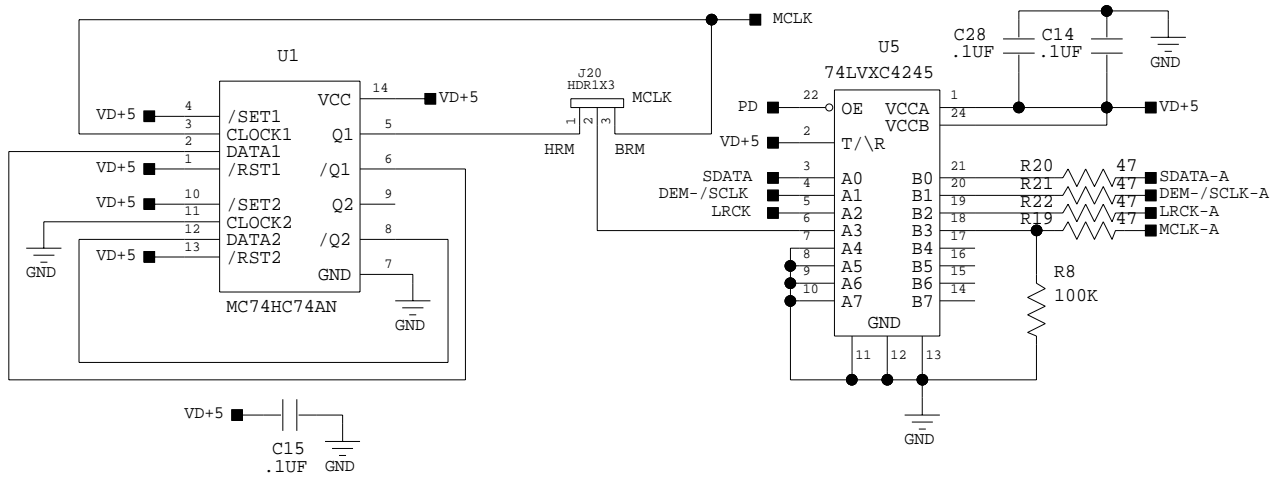 MCLK
U1
VCC
14
VD+5
VD+5
4
/SET1
3
CLOCK1
Q1
5
2
DATA1
VD+5
1
/RST1
/Q1
6
VD+5
10
/SET2
Q2
9
11
CLOCK2
12
DATA2
/Q2
8
VD+5
13
/RST2
GND
7
GND
MC74HC74AN
GND
J20
HDR1X3
MCLK
1
2
3
HRM
BRM
VD+5
C15
.1UF
GND
U5
74LVXC4245
C28
.1UF
C14
.1UF
GND
PD
22
OE
VCCA
1
VD+5
VCCB
24
VD+5
2
T/\R
SDATA
3
A0
B0
21
R20
47
SDATA-A
DEM-/SCLK
4
A1
B1
20
R21
47
DEM-/SCLK-A
LRCK
5
A2
B2
19
R22
47
LRCK-A
6
A3
B3
18
R19
47
MCLK-A
7
A4
B4
17
8
A5
B5
16
9
A6
B6
15
10
A7
B7
14
R8
100K
GND
11
12
13
GND